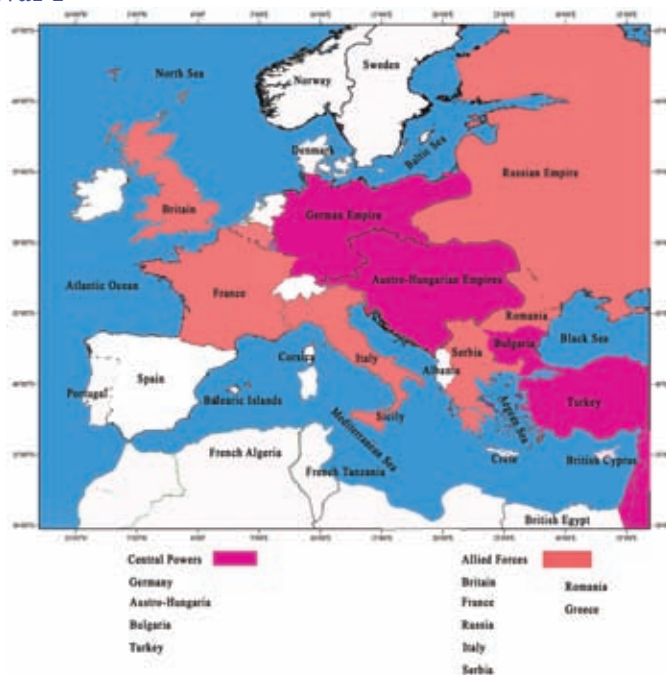 North Sea
Norway
Sweden
Denmark
Baltic Sea
Russian Empire
Britain
German Empire
Atlantic Ocean
France
Austro-Hungarian Empires
Romania
Black Sea
Bulgaria
Serbia
Corsica
Italy
Albania
Spain
Portugal
Balearic Islands
Turkey
Sicily
Aegean Sea
Mediterranean Sea
French Algeria
French Tanzania
Crete
British Cyprus
British Egypt
Central Powers
Germany
Austro-Hungaria
Bulgaria
Turkey
Allied Forces
Britain
France
Russia
Italy
Serbia
Romania
Greece